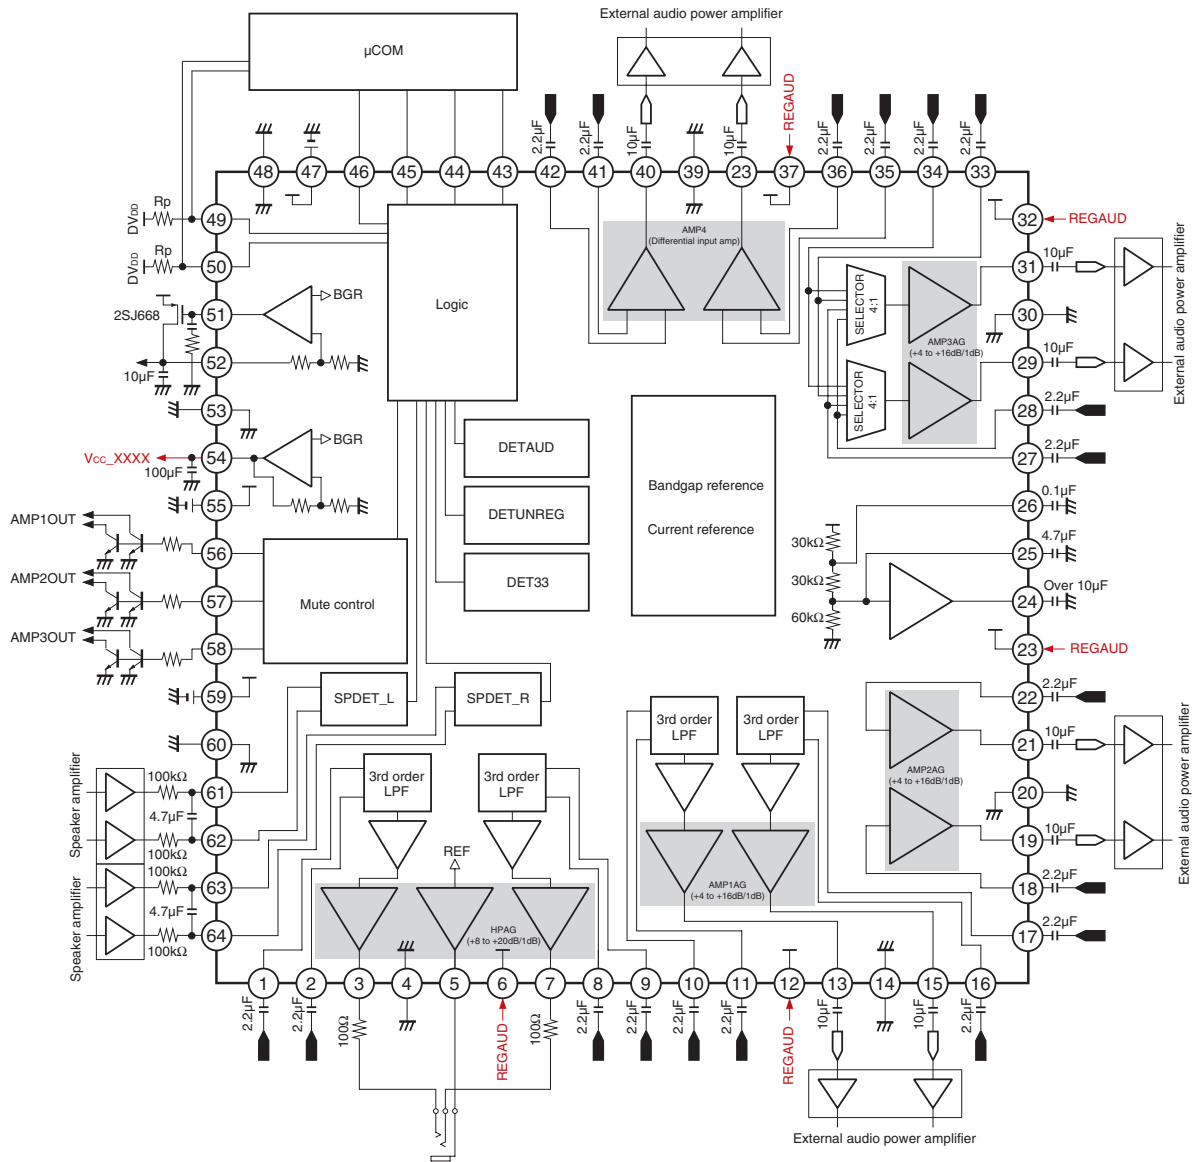 External audio power amplifier
μCOM
REGAUD
2.2μF
2.2μF
10μF
10μF
2.2μF
2.2μF
2.2μF
2.2μF
48
47
46
45
44
43
42
41
40
39
23
37
36
35
34
33
DVDD
Rp
49
DVDD
Rp
50
2SJ668
51
BGR
10μF
52
53
VCC_XXXX
100μF
54
BGR
55
AMP1OUT
56
AMP2OUT
57
AMP3OUT
58
59
60
Speaker amplifier
100kΩ
61
4.7μF
62
100kΩ
Speaker amplifier
100kΩ
63
4.7μF
64
100kΩ
Logic
AMP4
(Differential input amp)
SELECTOR
4:1
SELECTOR
4:1
AMP3AG
(+4 to +16dB/1dB)
DETAUD
DETUNREG
DET33
Mute control
Bandgap reference
Current reference
30kΩ
30kΩ
60kΩ
SPDET_L
SPDET_R
3rd order
LPF
3rd order
LPF
3rd order
LPF
3rd order
LPF
REF
HPAG
(+8 to +20dB/1dB)
AMP1AG
(+4 to +16dB/1dB)
AMP2AG
(+4 to +16dB/1dB)
32
REGAUD
31
10μF
30
29
10μF
External audio power amplifier
28
2.2μF
27
2.2μF
26
0.1μF
25
4.7μF
24
Over 10μF
23
REGAUD
22
2.2μF
21
10μF
20
19
10μF
External audio power amplifier
18
2.2μF
17
2.2μF
1
2
3
4
5
6
7
8
9
10
11
12
13
14
15
16
2.2μF
2.2μF
100Ω
REGAUD
100Ω
2.2μF
2.2μF
2.2μF
2.2μF
REGAUD
10μF
10μF
2.2μF
External audio power amplifier